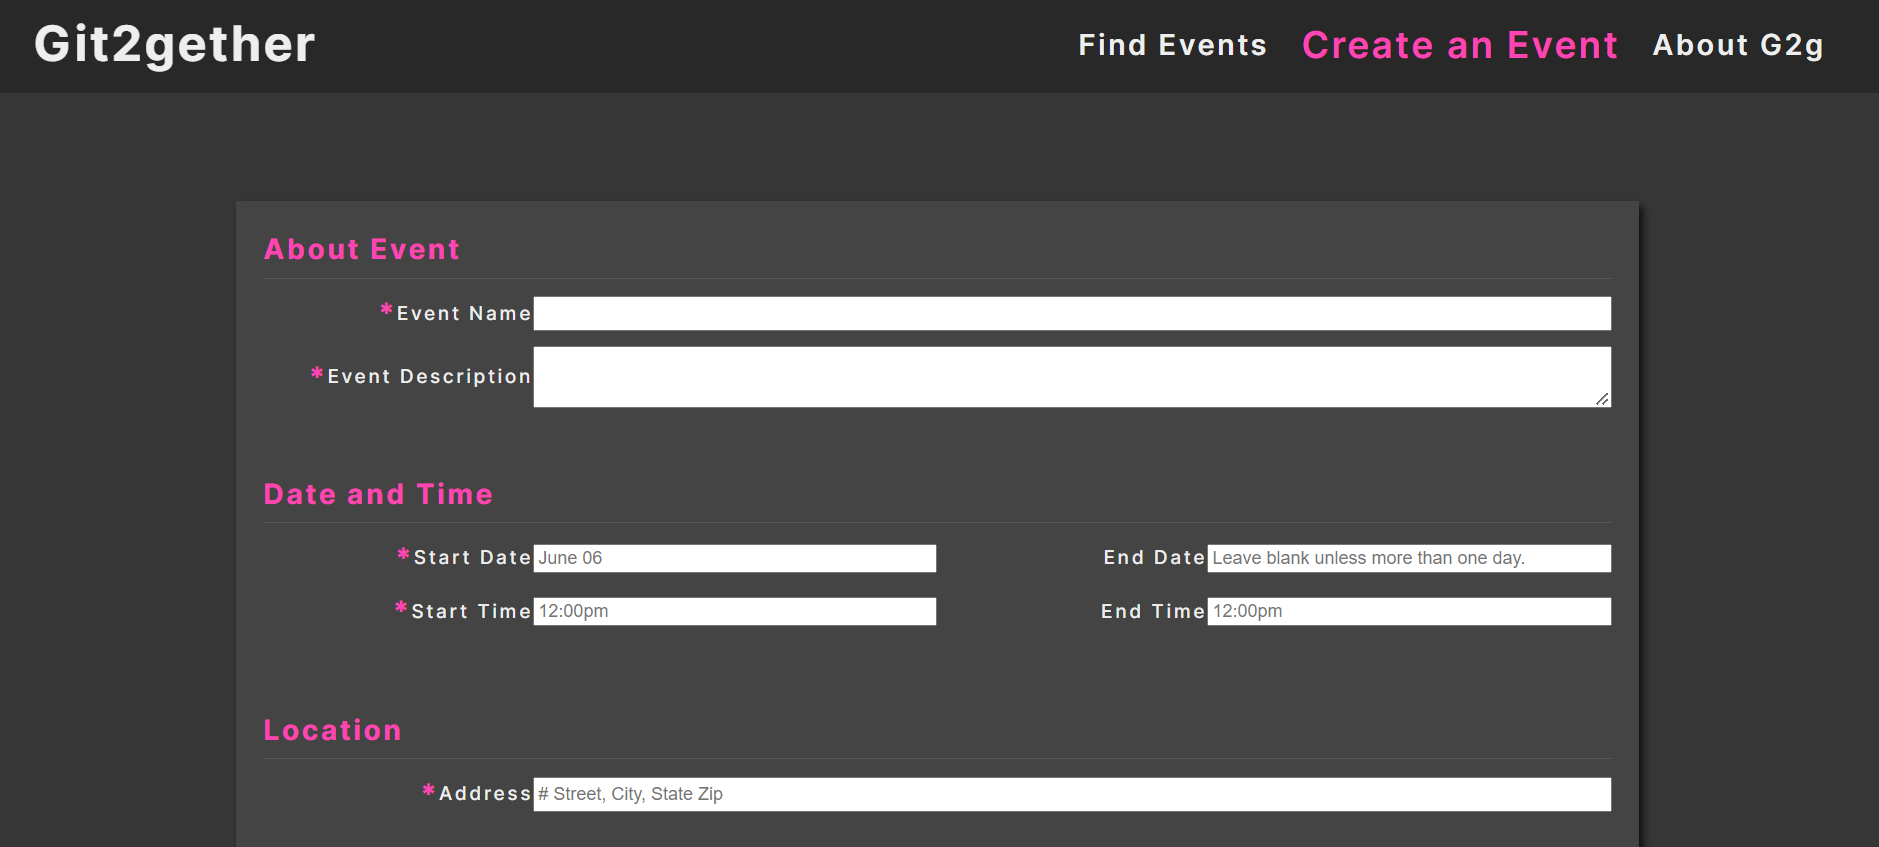 Git2gether
Find Events Create an Event About G2g
About Event
*Event Name
*Event Description
Date and Time
*Start Date June 06 End Date Leave blank unless more than one day.
*Start Time 12:00pm End Time 12:00pm
Location
*Address # Street, City, State Zip